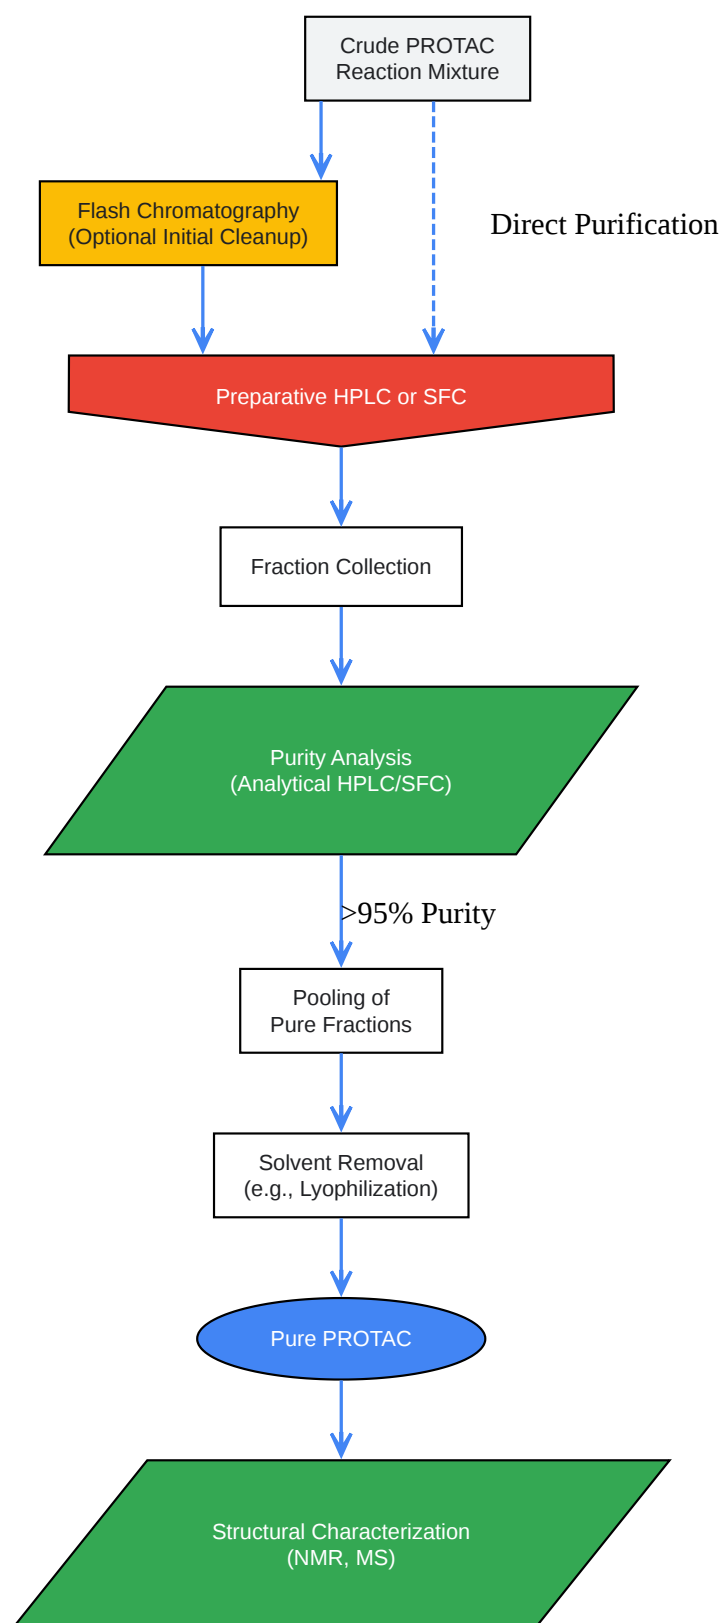 Crude PROTAC
Reaction Mixture
Flash Chromatography
(Optional Initial Cleanup)
Direct Purification
Preparative HPLC or SFC
Fraction Collection
Purity Analysis
(Analytical HPLC/SFC)
>95% Purity
Pooling of
Pure Fractions
Solvent Removal
(e.g., Lyophilization)
Pure PROTAC
Structural Characterization
(NMR, MS)